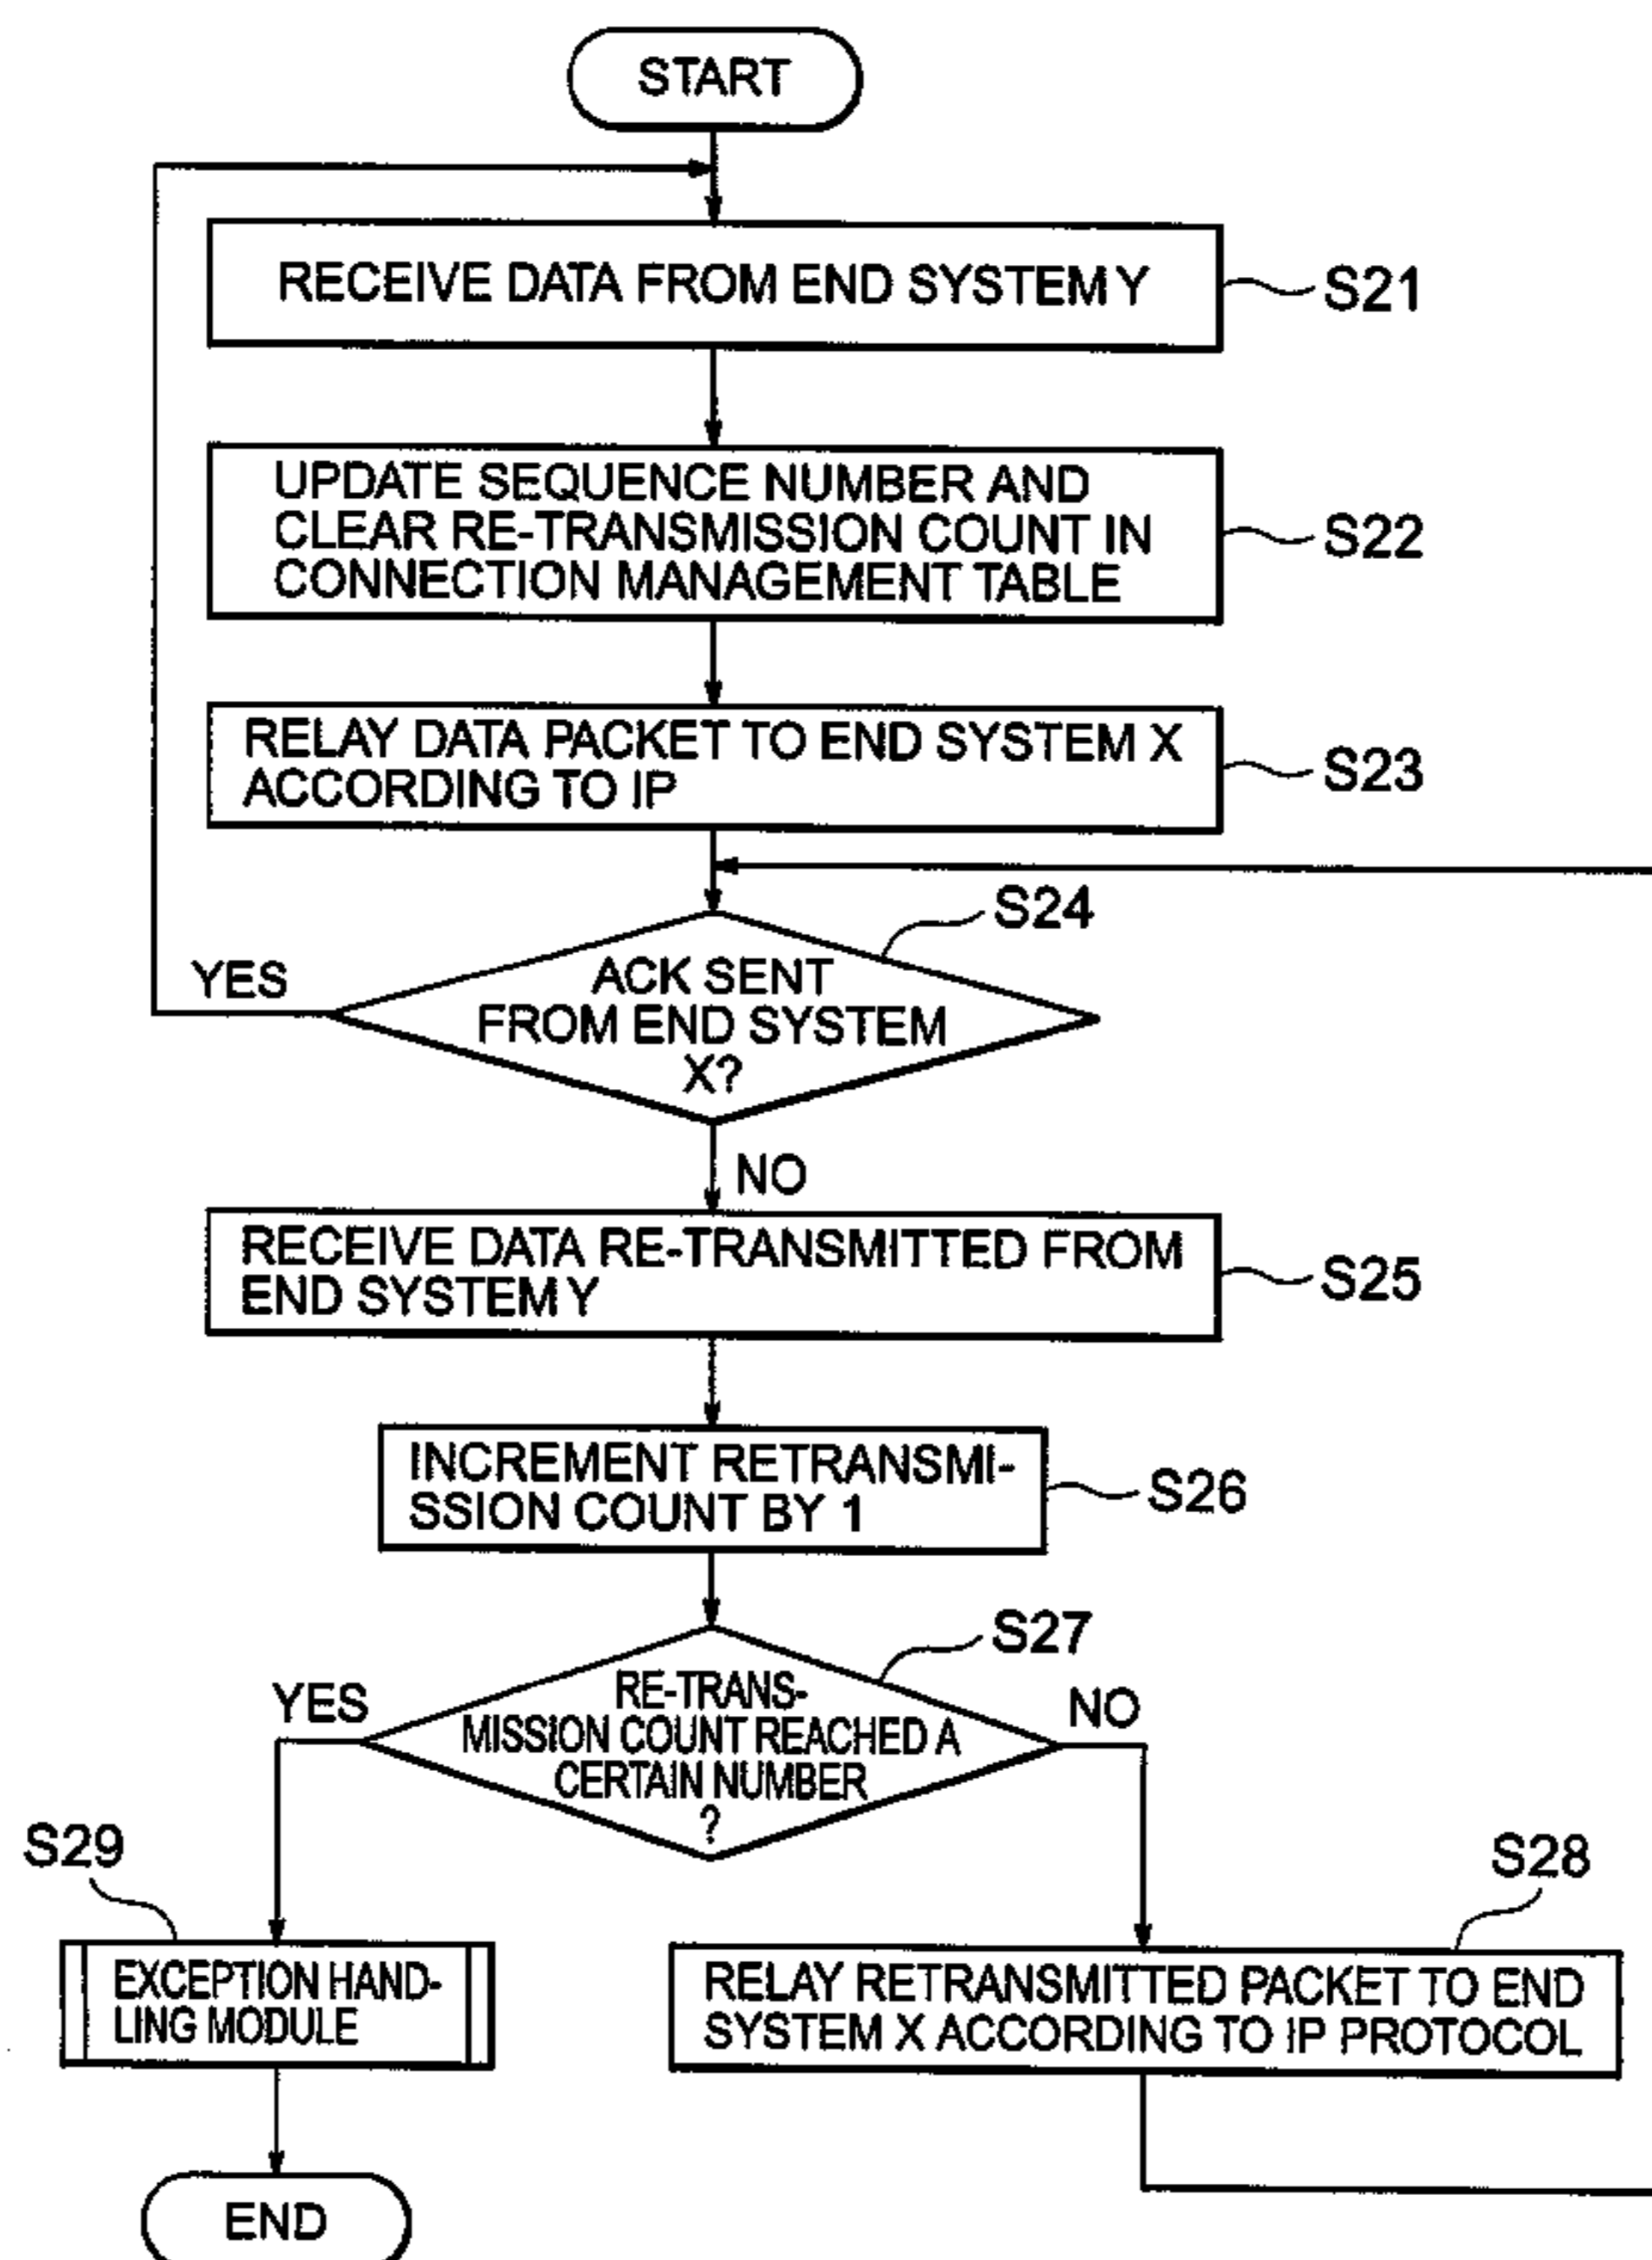 START
RECEIVE DATA FROM END SYSTEM Y
S21
UPDATE SEQUENCE NUMBER AND
CLEAR RE-TRANSMISSION COUNT IN
CONNECTION MANAGEMENT TABLE
S22
RELAY DATA PACKET TO END SYSTEM X
ACCORDING TO IP
S23
S24
YES
ACK SENT
FROM END SYSTEM
X?
NO
RECEIVE DATA RE-TRANSMITTED FROM
END SYSTEM Y
S25
INCREMENT RETRANSMI-
SSION COUNT BY 1
S26
S27
YES
RE-TRANS-
MISSION COUNT REACHED A
CERTAIN NUMBER
?
NO
S29
EXCEPTION HAND-
LING MODULE
S28
RELAY RETRANSMITTED PACKET TO END
SYSTEM X ACCORDING TO IP PROTOCOL
END